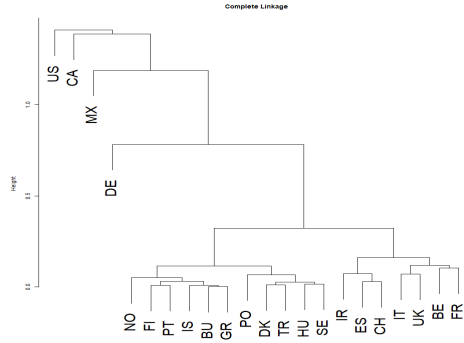 Complete Linkage
Height
1.0
0.5
0.0
US
CA
MX
DE
NO
FI
PT
IS
BU
GR
PO
DK
TR
HU
SE
IR
ES
CH
IT
UK
BE
FR